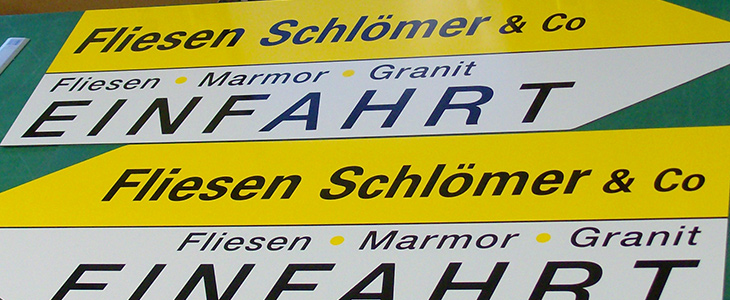 Fliesen Schlömer & Co
Fliesen • Marmor • Granit
EINFAHRT
Fliesen Schlömer & Co
Fliesen • Marmor • Granit
EINFAHRT